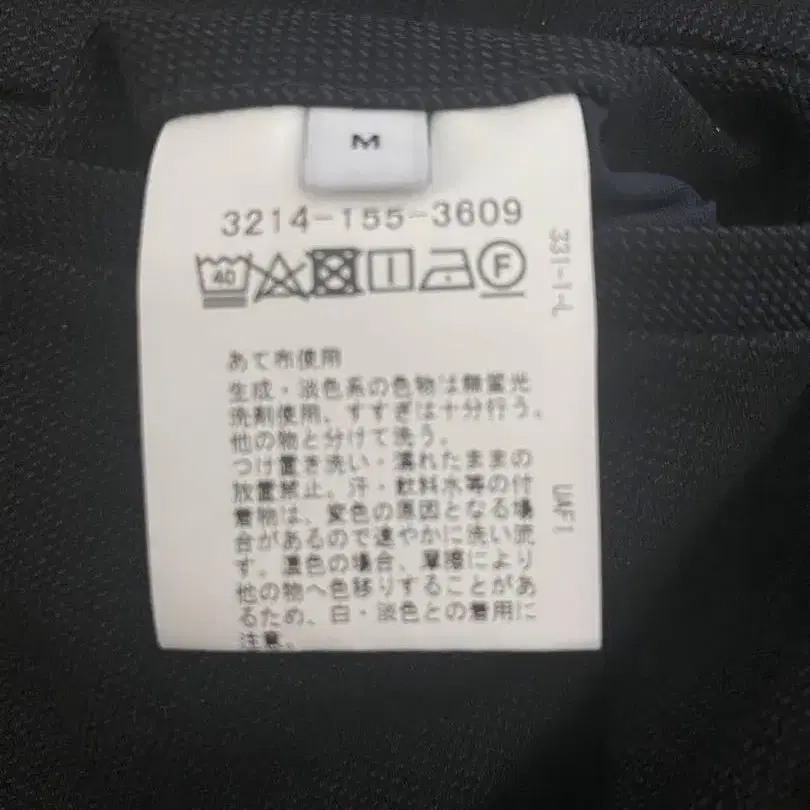 M
3214-155-3609
40
F
331-1-L
あて布使用
生成・淡色系の色物は無蛍光
洗剤使用、すすぎは十分行う。
他の物と分けて洗う。
つけ置き洗い・濡れたままの
放置禁止。汗・飲料水等の付
着物は、変色の原因となる場
合があるので速やかに洗い流
す。濃色の場合、摩擦により
他の物へ色移りすることがあ
るため、白・淡色との着用に
注意。
UAF1